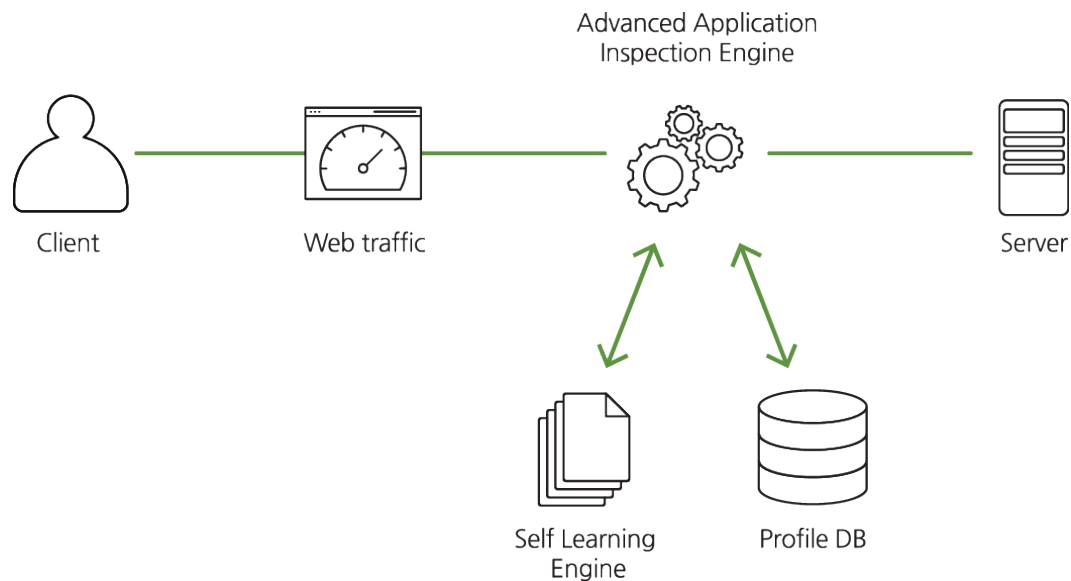 Advanced Application
Inspection Engine
Client
Web traffic
Server
Self Learning
Engine
Profile DB